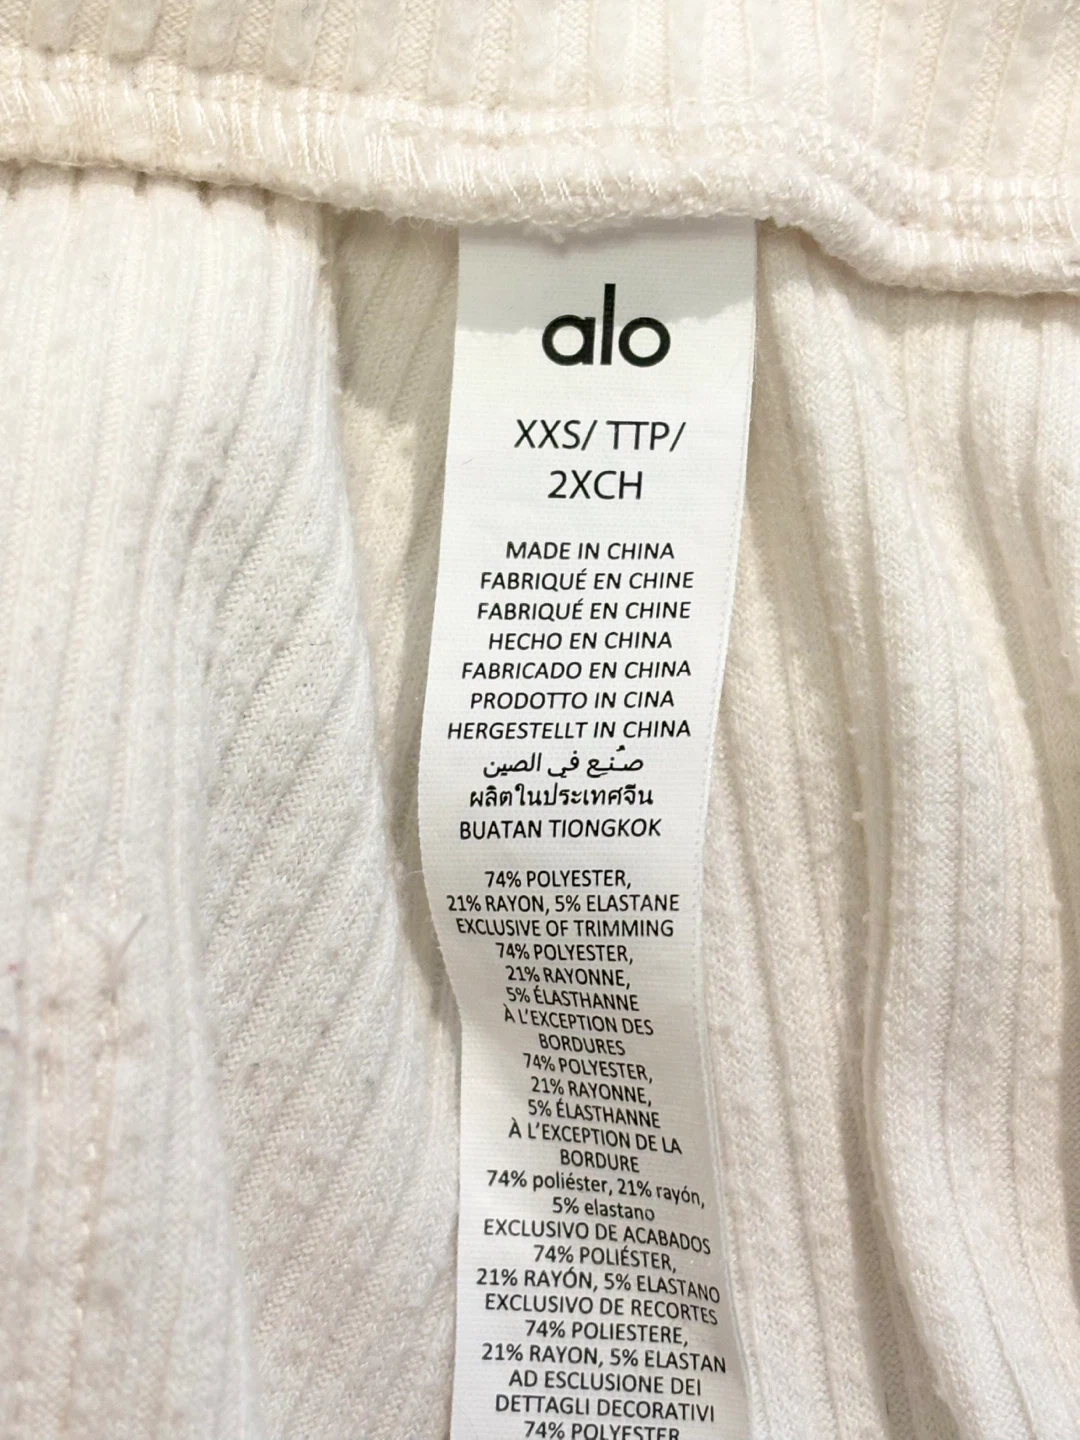 alo
XXS/ TTP/
2XCH
MADE IN CHINA
FABRIQUÉ EN CHINE
FABRIQUÉ EN CHINE
HECHO EN CHINA
FABRICADO EN CHINA
PRODOTTO IN CINA
HERGESTELLT IN CHINA
صُنِع في الصين
ผลิตในประเทศจีน
BUATAN TIONGKOK
74% POLYESTER,
21% RAYON, 5% ELASTANE
EXCLUSIVE OF TRIMMING
74% POLYESTER,
21% RAYONNE,
5% ÉLASTHANNE
À L'EXCEPTION DES
BORDURES
74% POLYESTER,
21% RAYONNE,
5% ÉLASTHANNE
À L'EXCEPTION DE LA
BORDURE
74% poliéster, 21% rayón,
5% elastano
EXCLUSIVO DE ACABADOS
74% POLIÉSTER,
21% RAYÓN, 5% ELASTANO
EXCLUSIVO DE RECORTES
74% POLIESTERE,
21% RAYON, 5% ELASTAN
AD ESCLUSIONE DEI
DETTAGLI DECORATIVI
74% POLYESTER